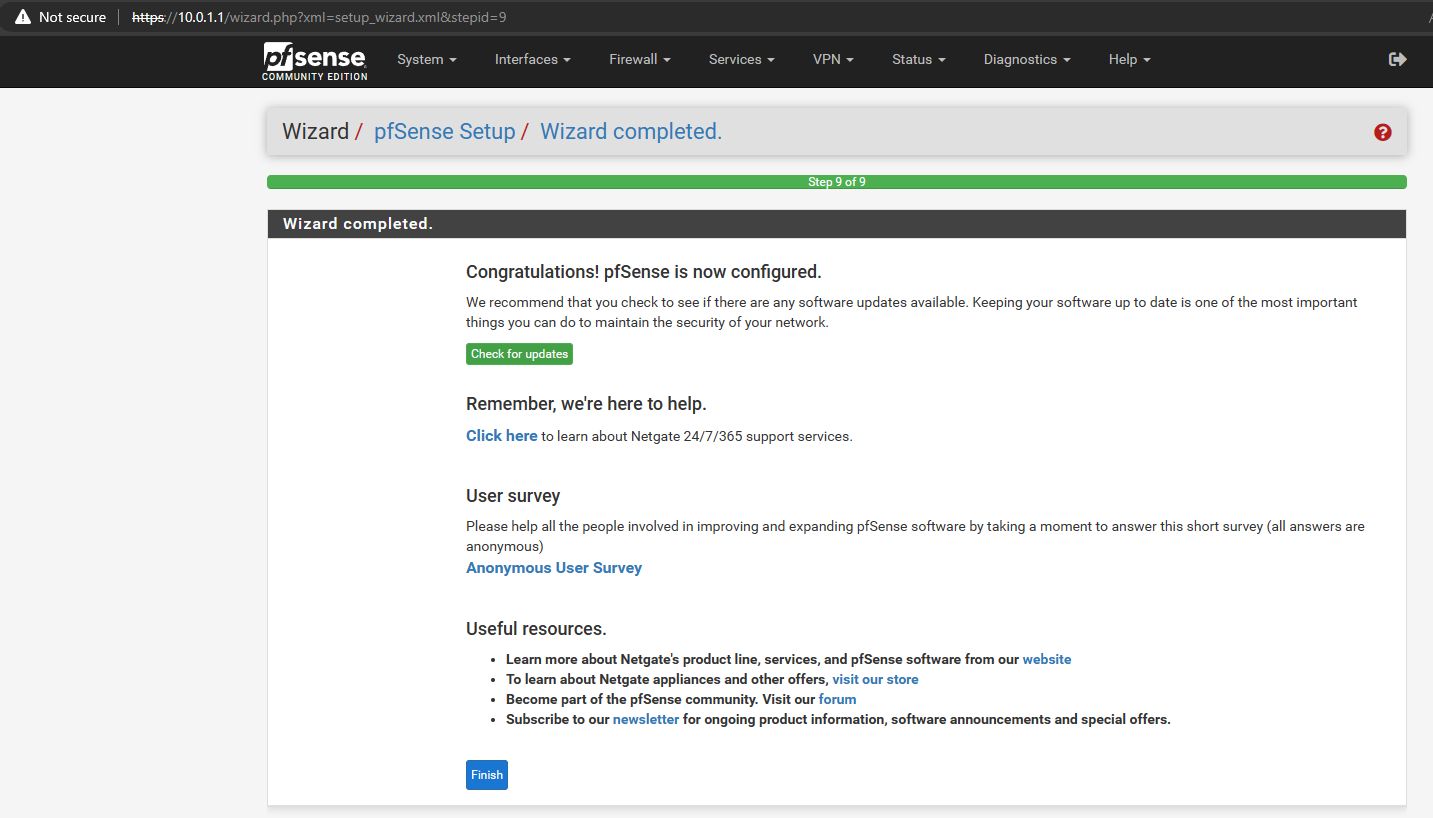 Not secure https://10.0.1.1/wizard.php?xml=setup_wizard.xml&stepid=9
pfsense COMMUNITY EDITION System Interfaces Firewall Services VPN Status Diagnostics Help
Wizard / pfSense Setup / Wizard completed.
Step 9 of 9
Wizard completed.
Congratulations! pfSense is now configured.
We recommend that you check to see if there are any software updates available. Keeping your software up to date is one of the most important
things you can do to maintain the security of your network.
Check for updates
Remember, we're here to help.
Click here to learn about Netgate 24/7/365 support services.
User survey
Please help all the people involved in improving and expanding pfSense software by taking a moment to answer this short survey (all answers are
anonymous)
Anonymous User Survey
Useful resources.
• Learn more about Netgate's product line, services, and pfSense software from our website
• To learn about Netgate appliances and other offers, visit our store
• Become part of the pfSense community. Visit our forum
• Subscribe to our newsletter for ongoing product information, software announcements and special offers.
Finish